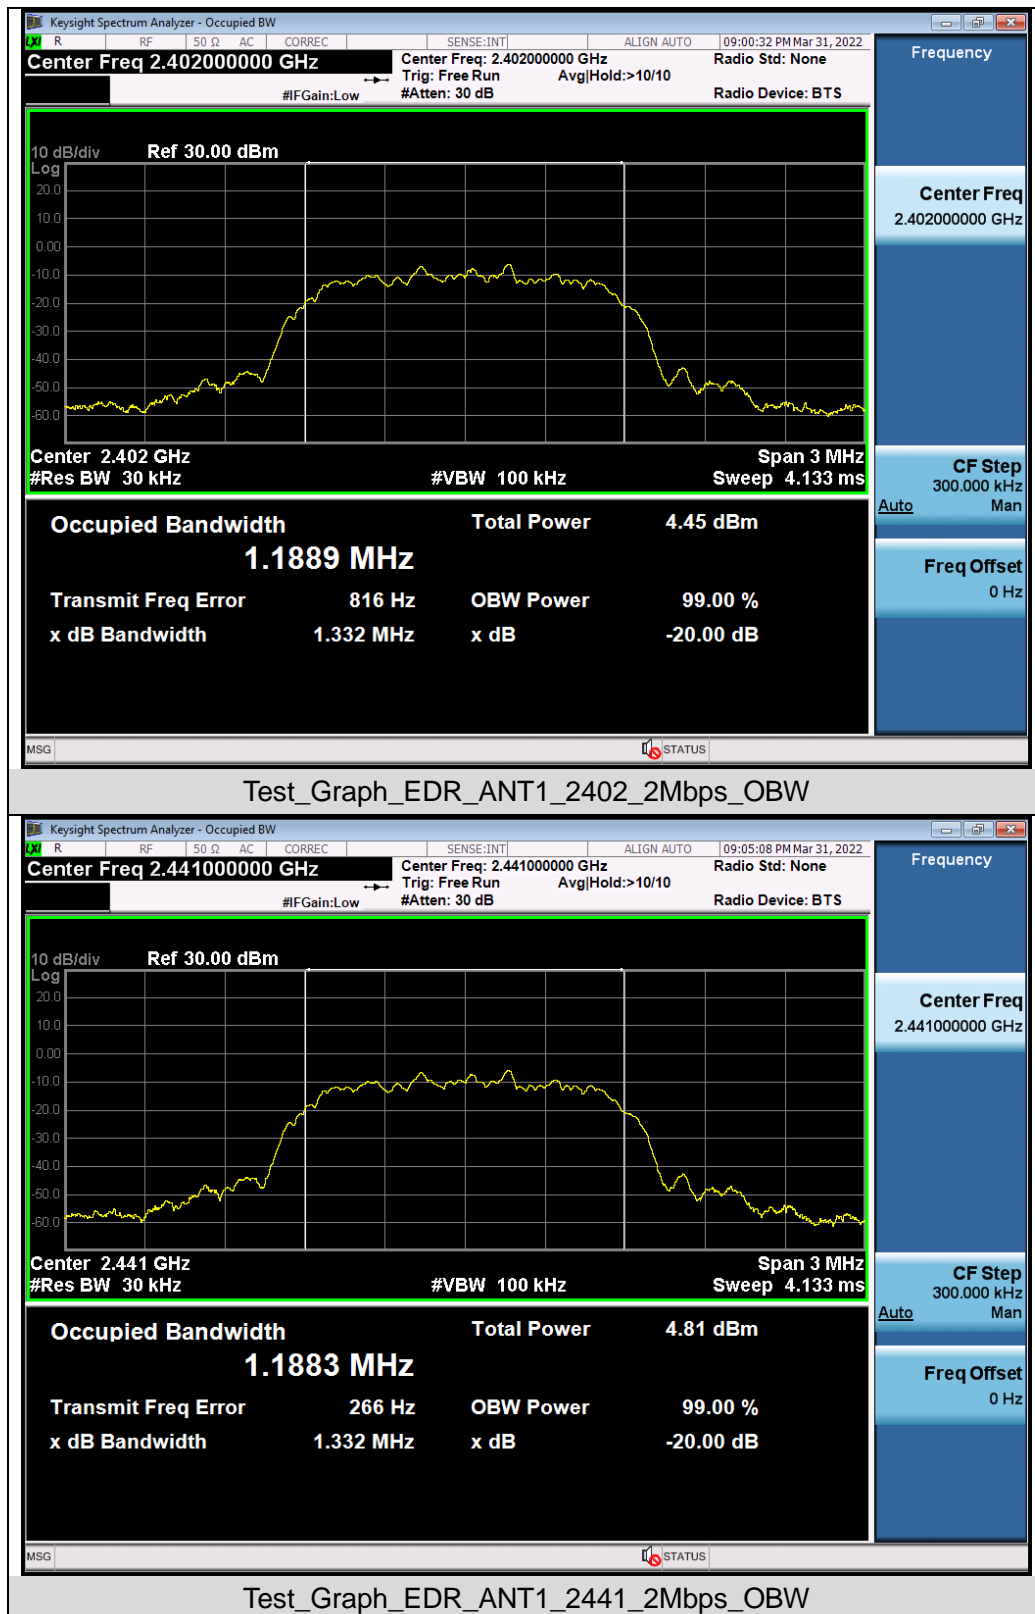 Keysight Spectrum Analyzer - Occupied BW
LXI R RF 50 Ω AC CORREC SENSE:INT ALIGN AUTO 09:00:32 PM Mar 31, 2022
Center Freq 2.402000000 GHz
Center Freq: 2.402000000 GHz
Radio Std: None
Trig: Free Run Avg|Hold:>10/10
#IFGain:Low
#Atten: 30 dB
Radio Device: BTS
Frequency
10 dB/div Ref 30.00 dBm
Log
20.0
10.0
0.00
-10.0
-20.0
-30.0
-40.0
-50.0
-60.0
Center Freq
2.402000000 GHz
Center 2.402 GHz Span 3 MHz
#Res BW 30 kHz #VBW 100 kHz Sweep 4.133 ms
CF Step
300.000 kHz
Auto Man
Occupied Bandwidth Total Power 4.45 dBm
1.1889 MHz
Transmit Freq Error 816 Hz OBW Power 99.00 %
x dB Bandwidth 1.332 MHz x dB -20.00 dB
Freq Offset
0 Hz
MSG STATUS
Test_Graph_EDR_ANT1_2402_2Mbps_OBW
Keysight Spectrum Analyzer - Occupied BW
LXI R RF 50 Ω AC CORREC SENSE:INT ALIGN AUTO 09:05:08 PM Mar 31, 2022
Center Freq 2.441000000 GHz
Center Freq: 2.441000000 GHz
Radio Std: None
Trig: Free Run Avg|Hold:>10/10
#IFGain:Low
#Atten: 30 dB
Radio Device: BTS
Frequency
10 dB/div Ref 30.00 dBm
Log
20.0
10.0
0.00
-10.0
-20.0
-30.0
-40.0
-50.0
-60.0
Center Freq
2.441000000 GHz
Center 2.441 GHz Span 3 MHz
#Res BW 30 kHz #VBW 100 kHz Sweep 4.133 ms
CF Step
300.000 kHz
Auto Man
Occupied Bandwidth Total Power 4.81 dBm
1.1883 MHz
Transmit Freq Error 266 Hz OBW Power 99.00 %
x dB Bandwidth 1.332 MHz x dB -20.00 dB
Freq Offset
0 Hz
MSG STATUS
Test_Graph_EDR_ANT1_2441_2Mbps_OBW